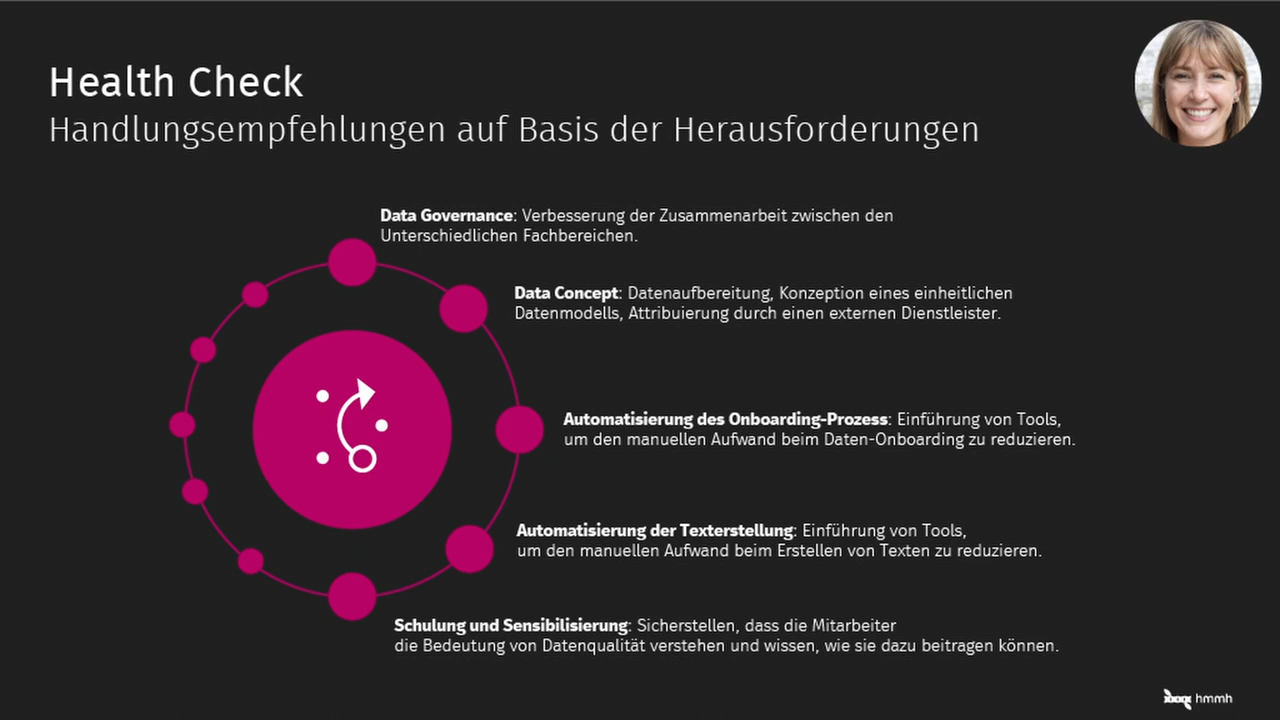 Health Check
Handlungsempfehlungen auf Basis der Herausforderungen
Data Governance: Verbesserung der Zusammenarbeit zwischen den
Unterschiedlichen Fachbereichen.
Data Concept: Datenaufbereitung, Konzeption eines einheitlichen
Datenmodells, Attribuierung durch einen externen Dienstleister.
Automatisierung des Onboarding-Prozess: Einführung von Tools,
um den manuellen Aufwand beim Daten-Onboarding zu reduzieren.
Automatisierung der Texterstellung: Einführung von Tools,
um den manuellen Aufwand beim Erstellen von Texten zu reduzieren.
Schulung und Sensibilisierung: Sicherstellen, dass die Mitarbeiter
die Bedeutung von Datenqualität verstehen und wissen, wie sie dazu beitragen können.
hmmh